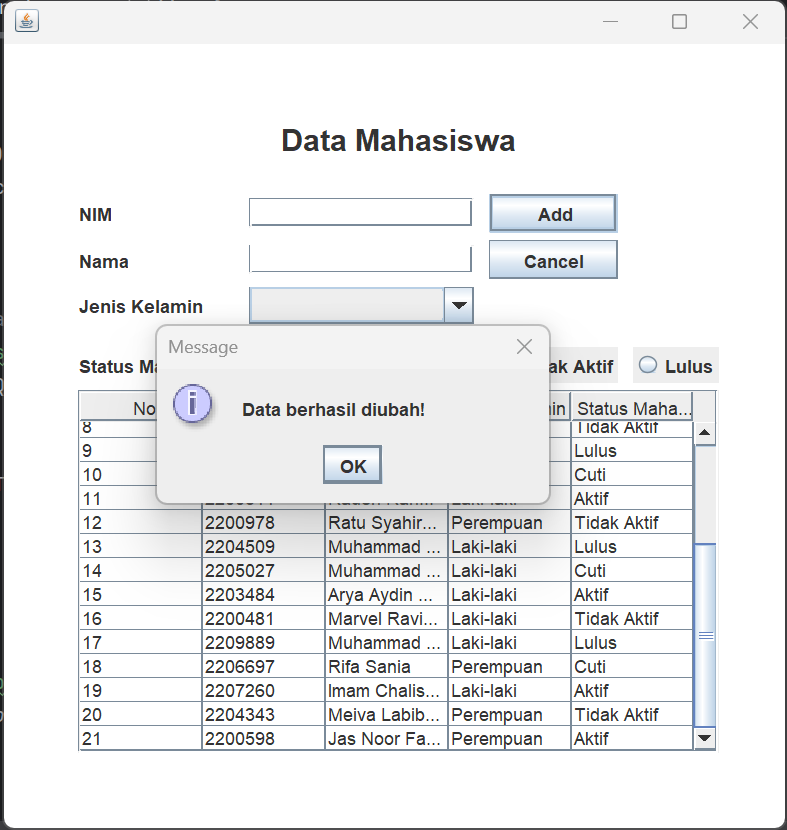 Data Mahasiswa
NIM
Add
Nama
Cancel
Jenis Kelamin
Message
Status Ma
ak Aktif
Lulus
Data berhasil diubah!
OK
No
in
Status Maha...
8 Tidak Aktif
9 Lulus
10 Cuti
11 Aktif
12 2200978 Ratu Syahir... Perempuan Tidak Aktif
13 2204509 Muhammad ... Laki-laki Lulus
14 2205027 Muhammad ... Laki-laki Cuti
15 2203484 Arya Aydin ... Laki-laki Aktif
16 2200481 Marvel Ravi... Laki-laki Tidak Aktif
17 2209889 Muhammad ... Laki-laki Lulus
18 2206697 Rifa Sania Perempuan Cuti
19 2207260 Imam Chalis... Laki-laki Aktif
20 2204343 Meiva Labib... Perempuan Tidak Aktif
21 2200598 Jas Noor Fa... Perempuan Aktif